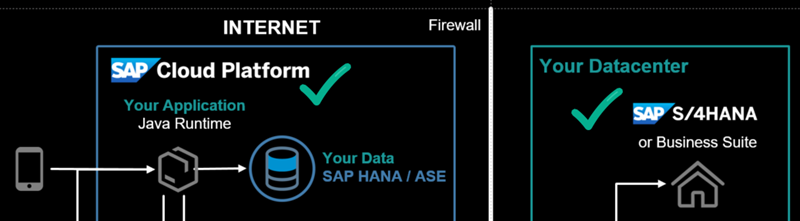 INTERNET
Firewall
SAP Cloud Platform
Your Application
Java Runtime
Your Data
SAP HANA / ASE
Your Datacenter
SAP S/4HANA
or Business Suite